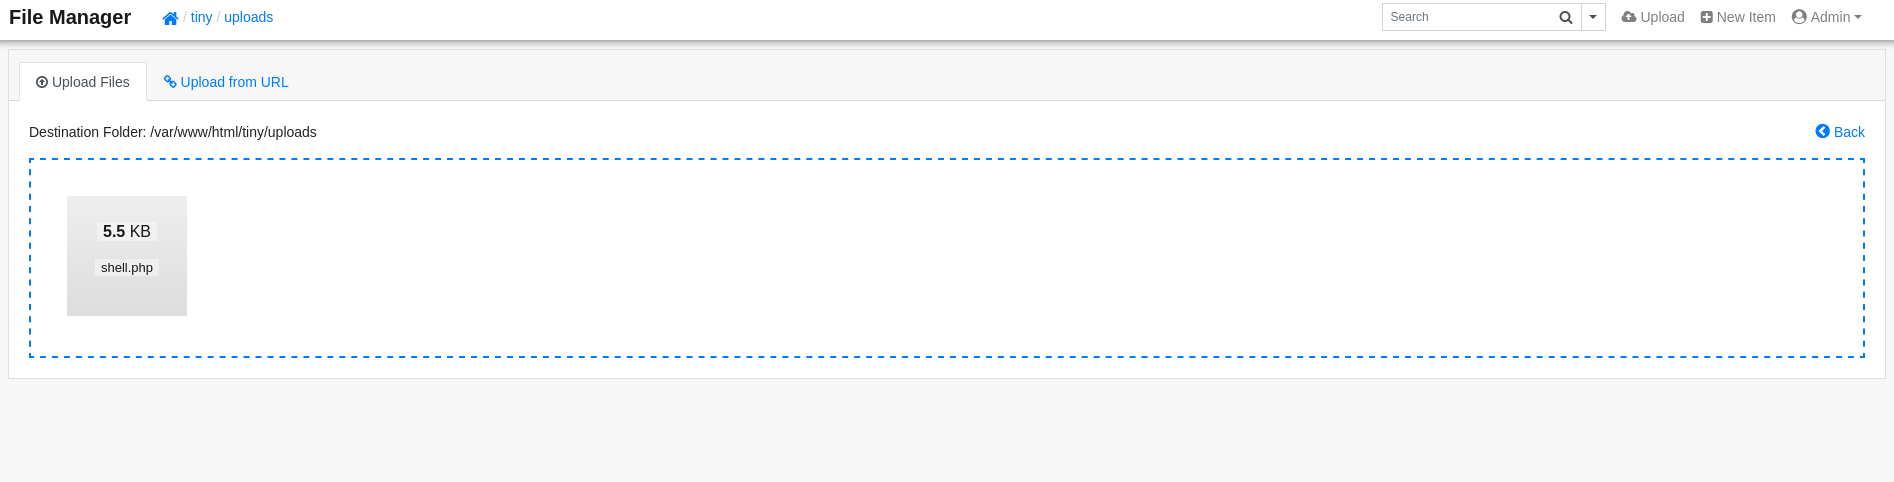 File Manager / tiny / uploads Search Upload New Item Admin
Upload Files Upload from URL
Destination Folder: /var/www/html/tiny/uploads Back
5.5 KB
shell.php